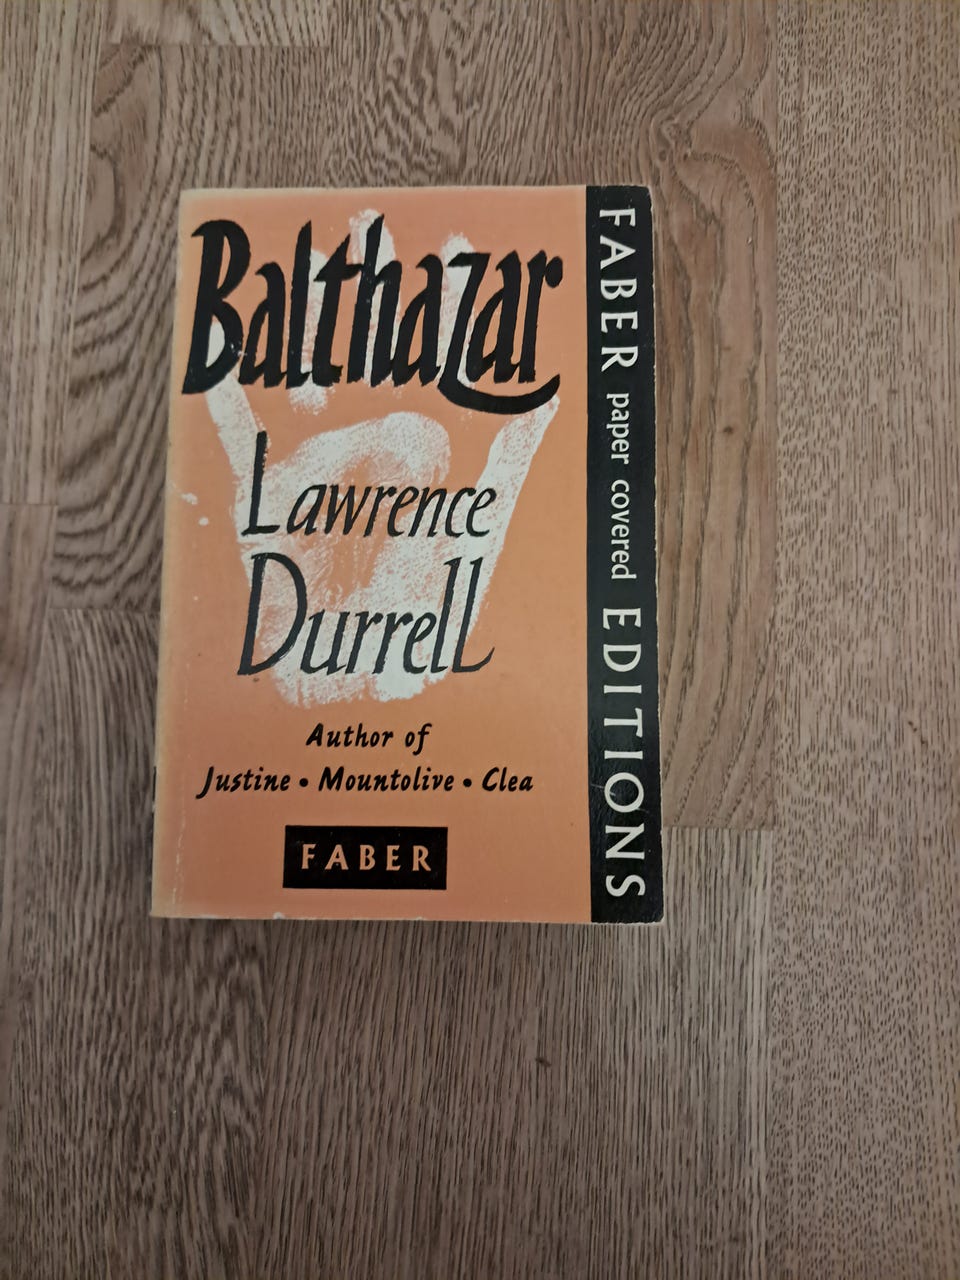 Balthazar
Lawrence
Durrell
Author of
Justine • Mountolive • Clea
FABER
FABER paper covered EDITIONS